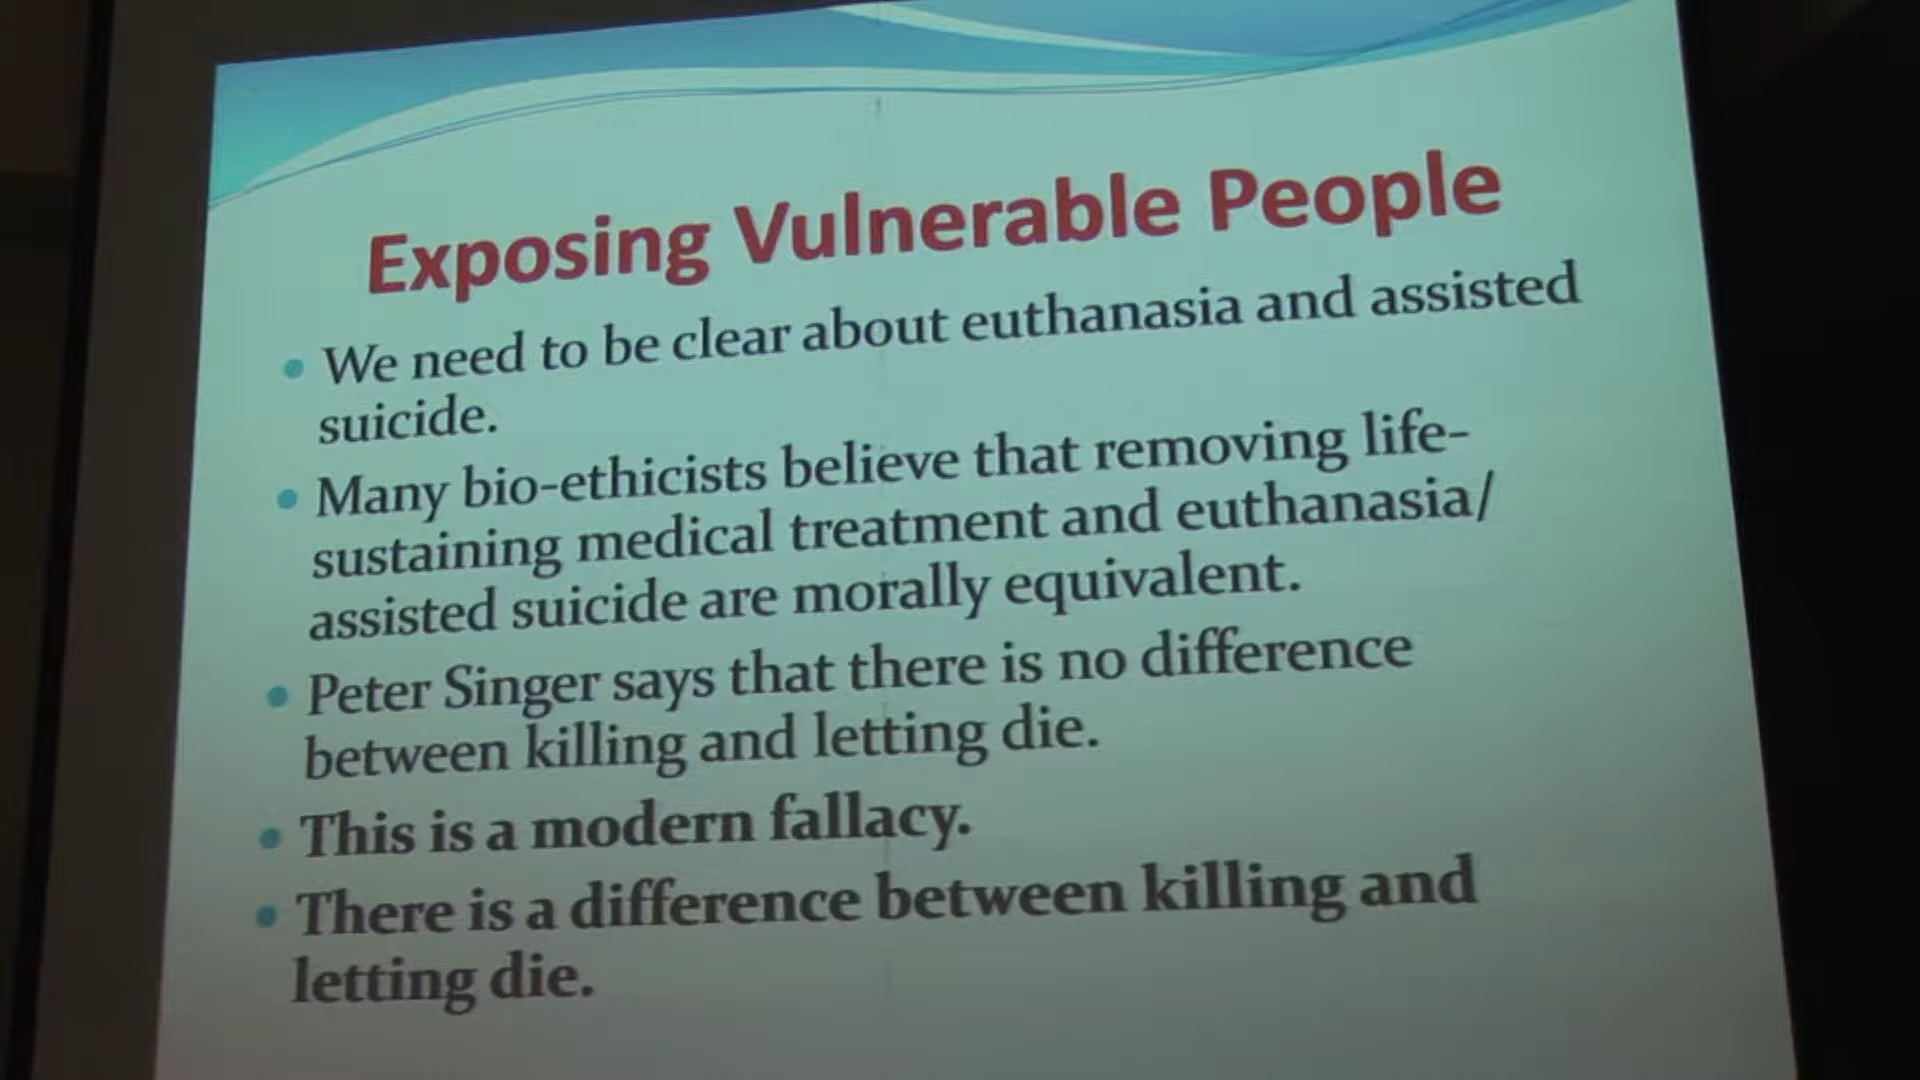 Exposing Vulnerable People
• We need to be clear about euthanasia and assisted
suicide.
• Many bio-ethicists believe that removing life-
sustaining medical treatment and euthanasia/
assisted suicide are morally equivalent.
• Peter Singer says that there is no difference
between killing and letting die.
• This is a modern fallacy.
• There is a difference between killing and
letting die.